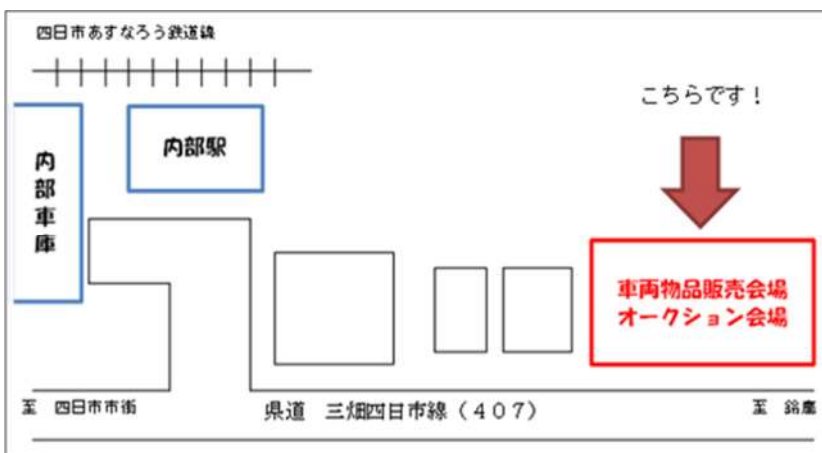 四日市あすなろう鉄道線
こちらです！
内部駅
内部車庫
車両物品販売会場
オークション会場
至 四日市市街
県道 三畑四日市線（407）
至 鈴鹿